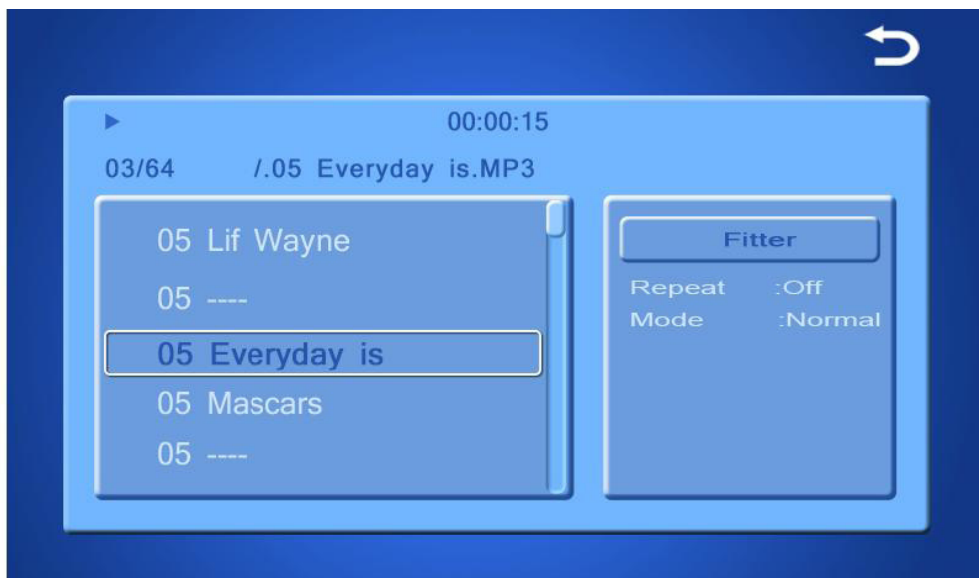 00:00:15
03/64 /.05 Everyday is.MP3
05 Lif Wayne
05 ----
05 Everyday is
05 Mascars
05 ----
Fitter
Repeat :Off
Mode :Normal